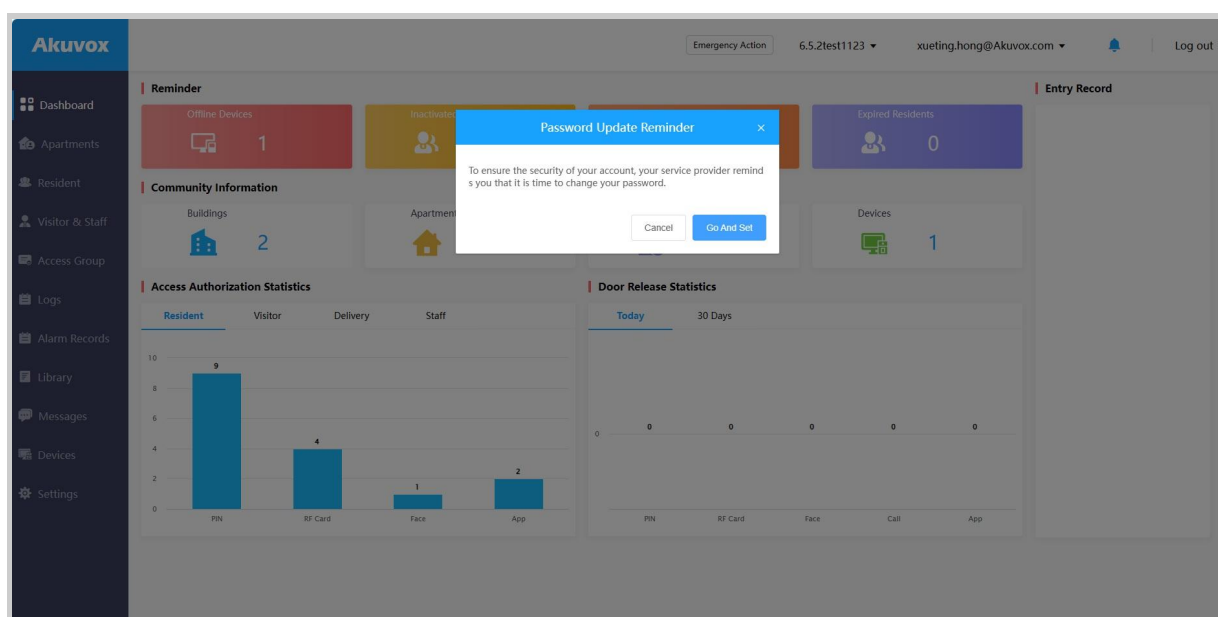 Akuvox
Emergency Action
6.5.2test1123
xueting.hong@Akuvox.com
Log out
Dashboard
Apartments
Resident
Visitor & Staff
Access Group
Logs
Alarm Records
Library
Messages
Devices
Settings
Reminder
Offline Devices
1
Expired Residents
0
Password Update Reminder
×
To ensure the security of your account, your service provider remind
s you that it is time to change your password.
Cancel
Go And Set
Community Information
Buildings
2
Devices
1
Access Authorization Statistics
Resident Visitor Delivery Staff
10
8
6
4
2
0
9
4
1
2
PIN RF Card Face App
Door Release Statistics
Today 30 Days
0
0 0 0 0 0
PIN RF Card Face Call App
Entry Record